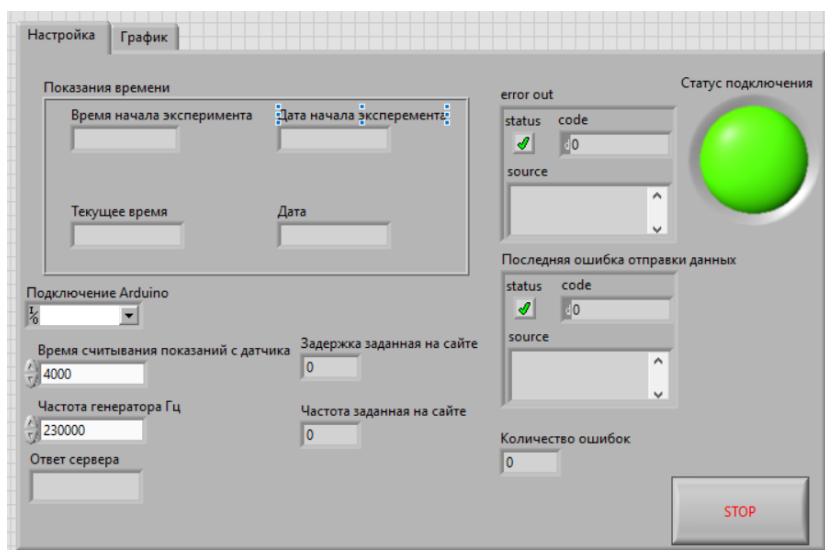 Настройка
График
Показания времени
Время начала эксперимента
Дата начала эксперемента
Текущее время
Дата
Подключение Arduino
I/O
Время считывания показаний с датчика
4000
Задержка заданная на сайте
0
Частота генератора Гц
230000
Частота заданная на сайте
0
Ответ сервера
error out
status code
d0
source
Статус подключения
Последняя ошибка отправки данных
status code
d0
source
Количество ошибок
0
STOP